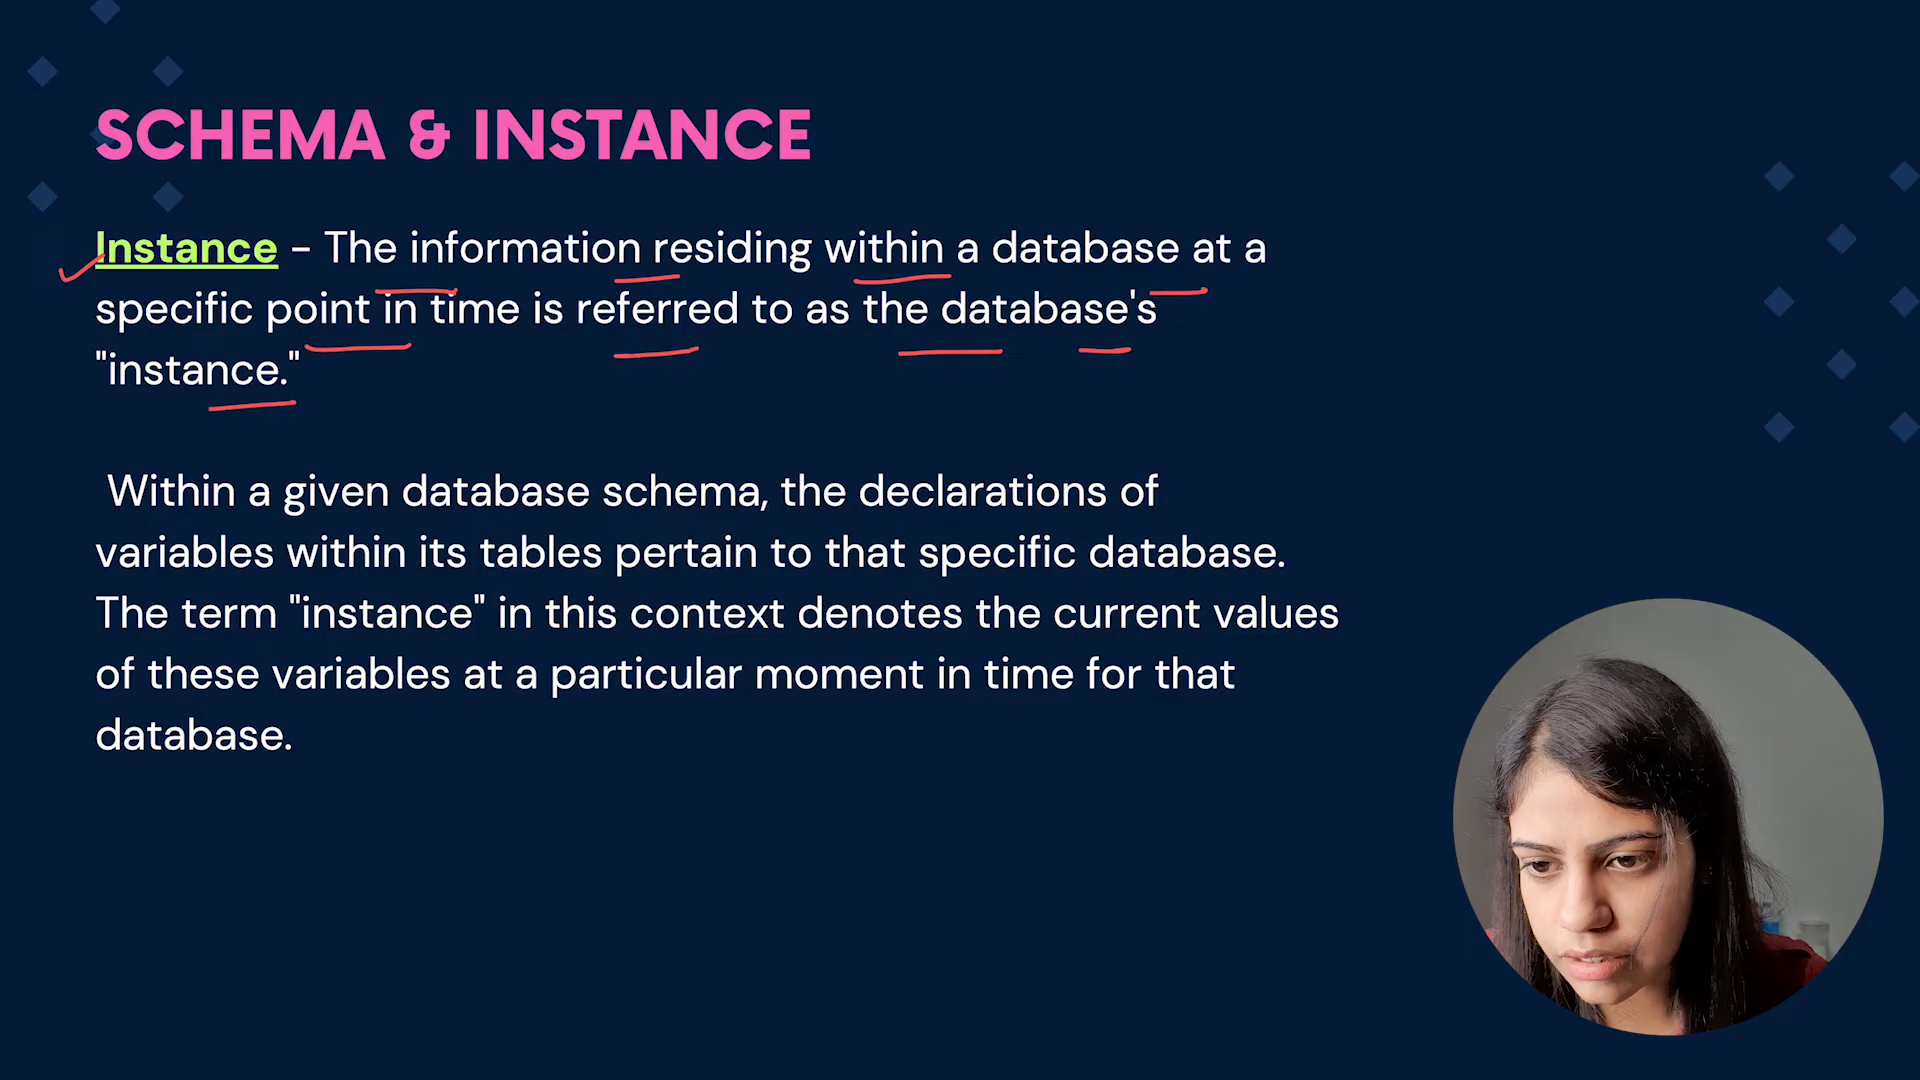 SCHEMA & INSTANCE
Instance - The information residing within a database at a
specific point in time is referred to as the database's
"instance."
Within a given database schema, the declarations of
variables within its tables pertain to that specific database.
The term "instance" in this context denotes the current values
of these variables at a particular moment in time for that
database.